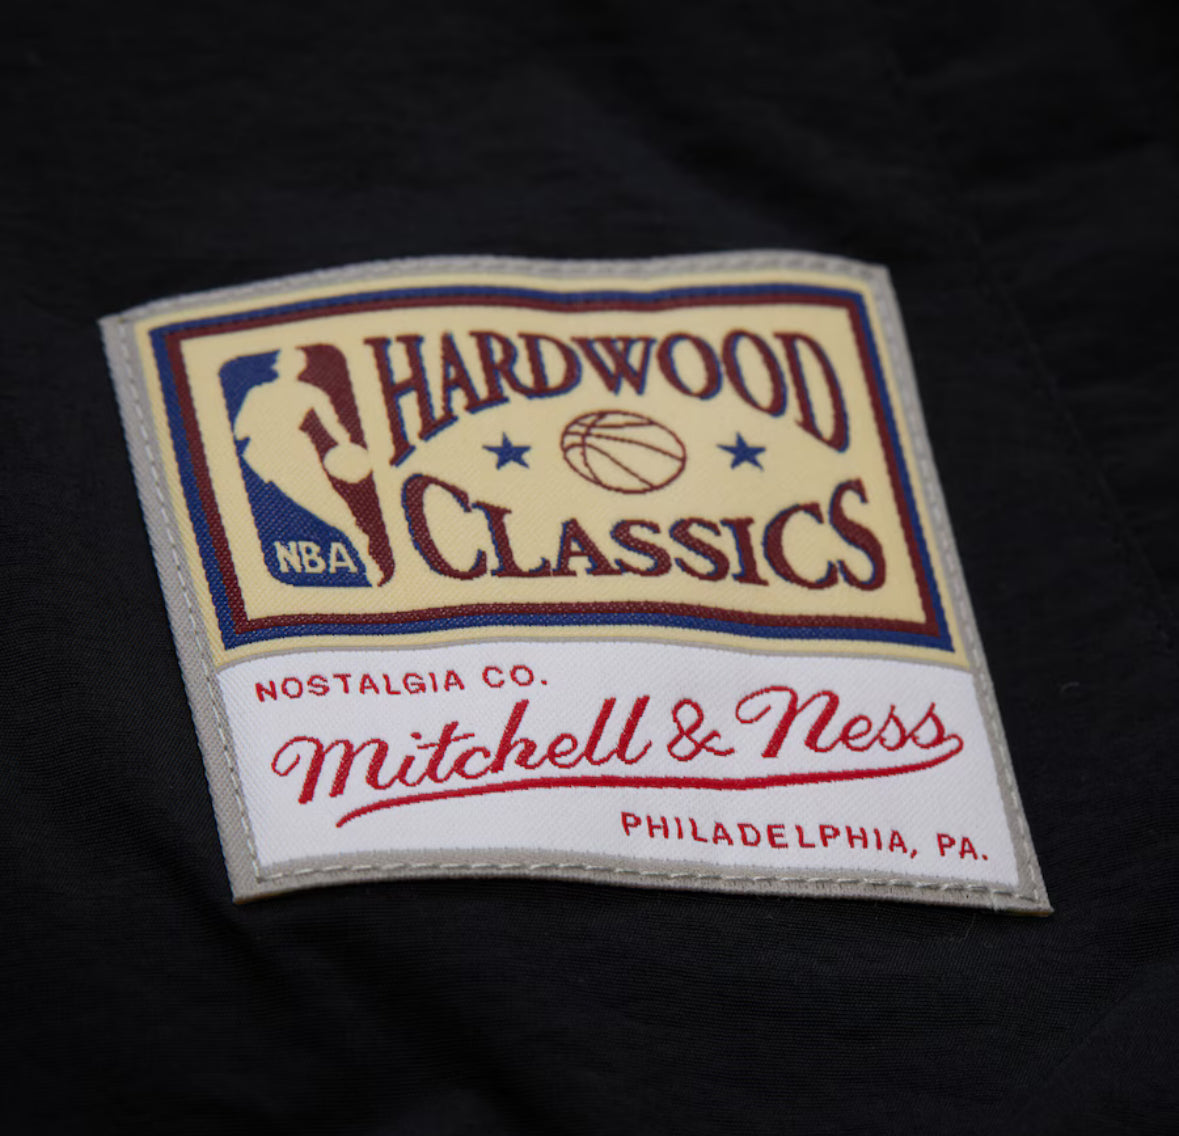 HARDWOOD
CLASSICS
NBA
NOSTALGIA CO.
Mitchell & Ness
PHILADELPHIA, PA.